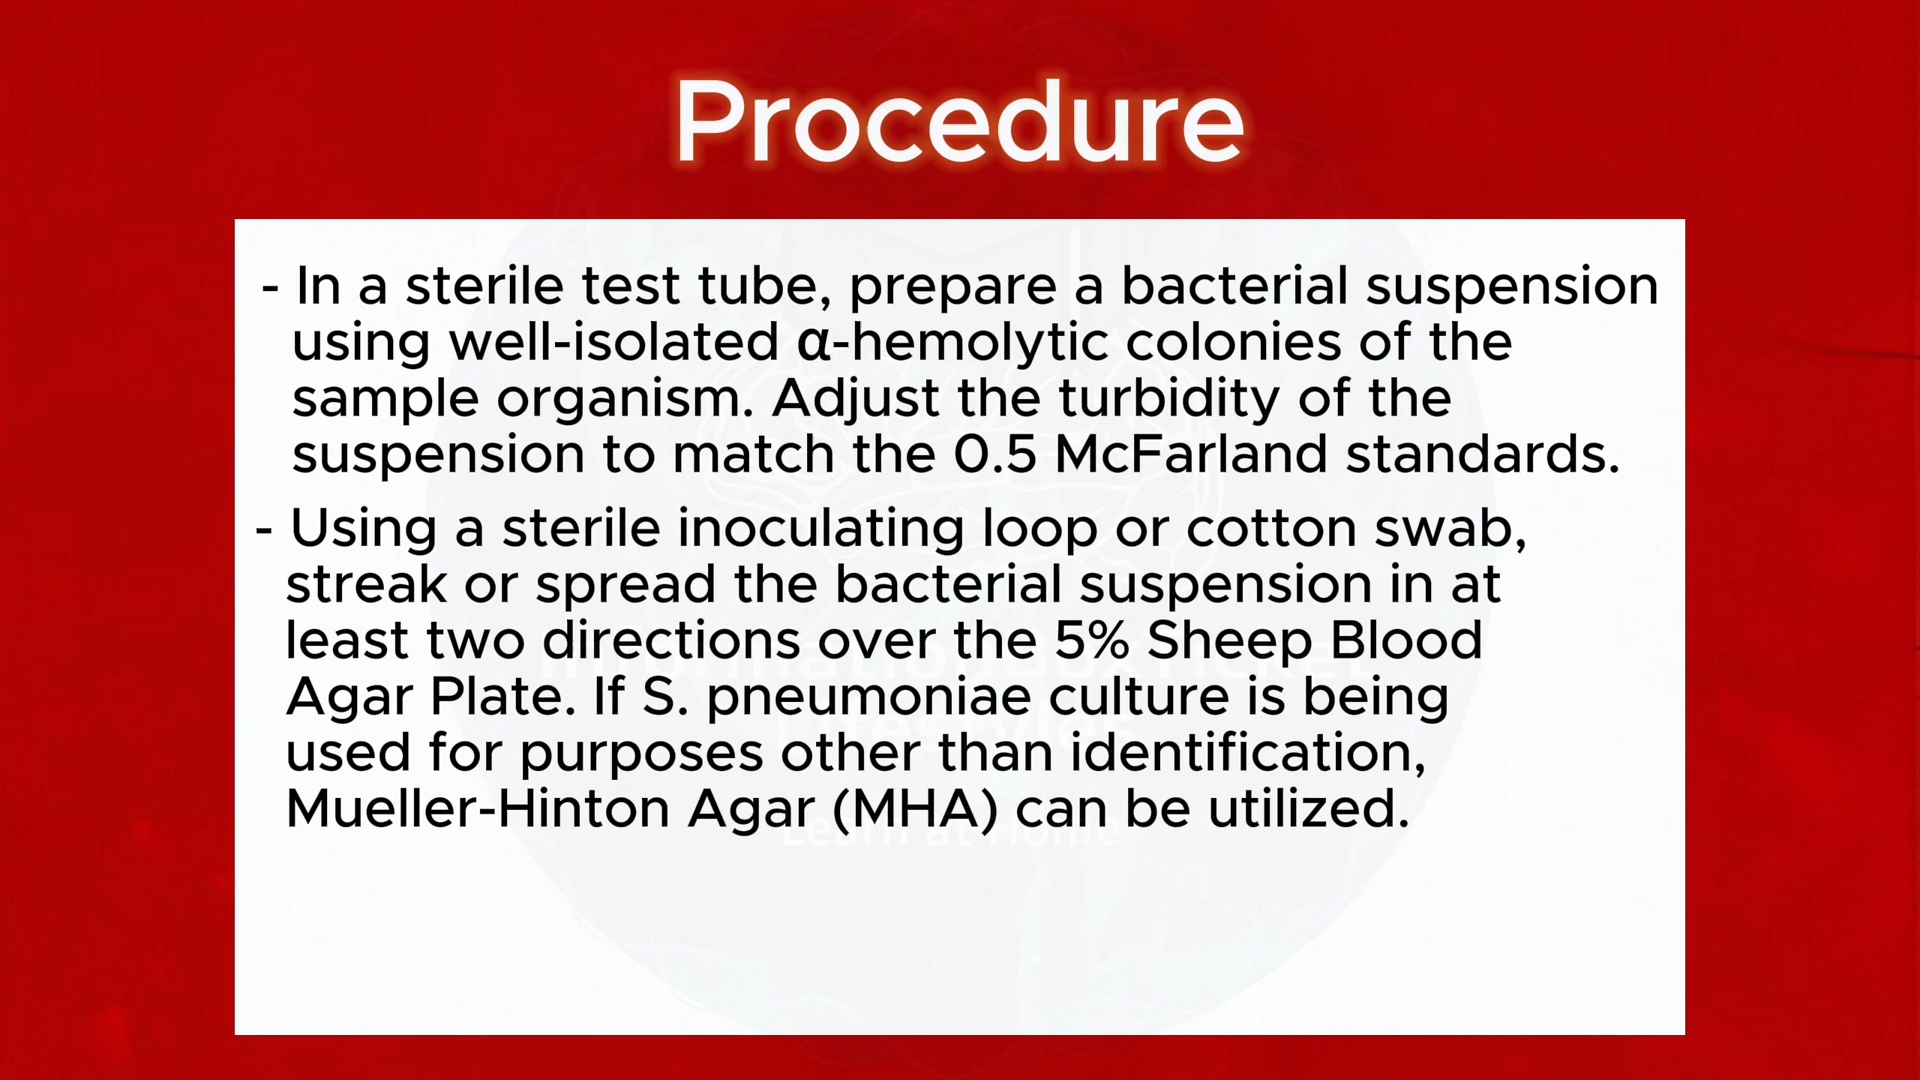 Procedure
- In a sterile test tube, prepare a bacterial suspension
using well-isolated α-hemolytic colonies of the
sample organism. Adjust the turbidity of the
suspension to match the 0.5 McFarland standards.
- Using a sterile inoculating loop or cotton swab,
streak or spread the bacterial suspension in at
least two directions over the 5% Sheep Blood
Agar Plate. If S. pneumoniae culture is being
used for purposes other than identification,
Mueller-Hinton Agar (MHA) can be utilized.
Learn at Home